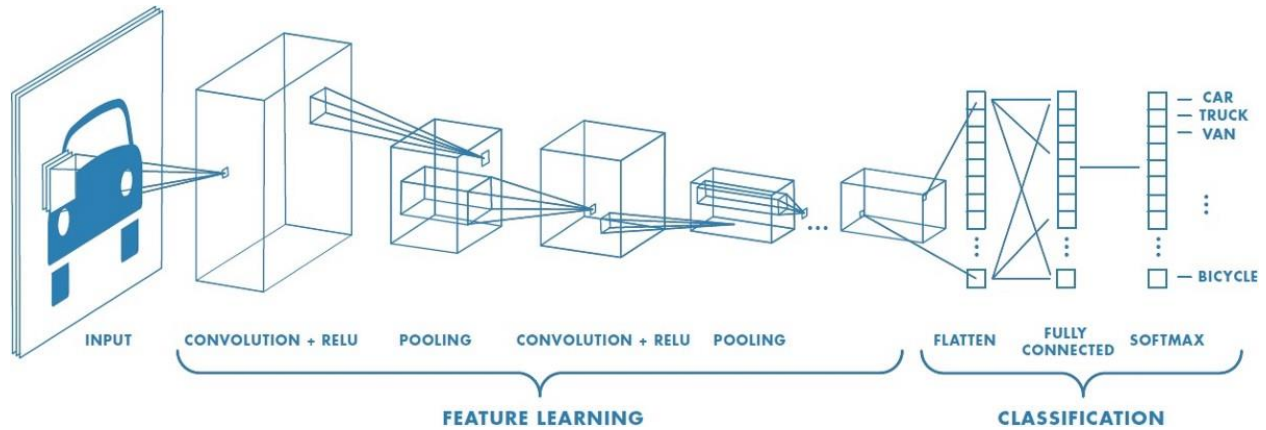 CAR
TRUCK
VAN
BICYCLE
INPUT
CONVOLUTION + RELU
POOLING
CONVOLUTION + RELU
POOLING
FLATTEN
FULLY
CONNECTED
SOFTMAX
FEATURE LEARNING
CLASSIFICATION